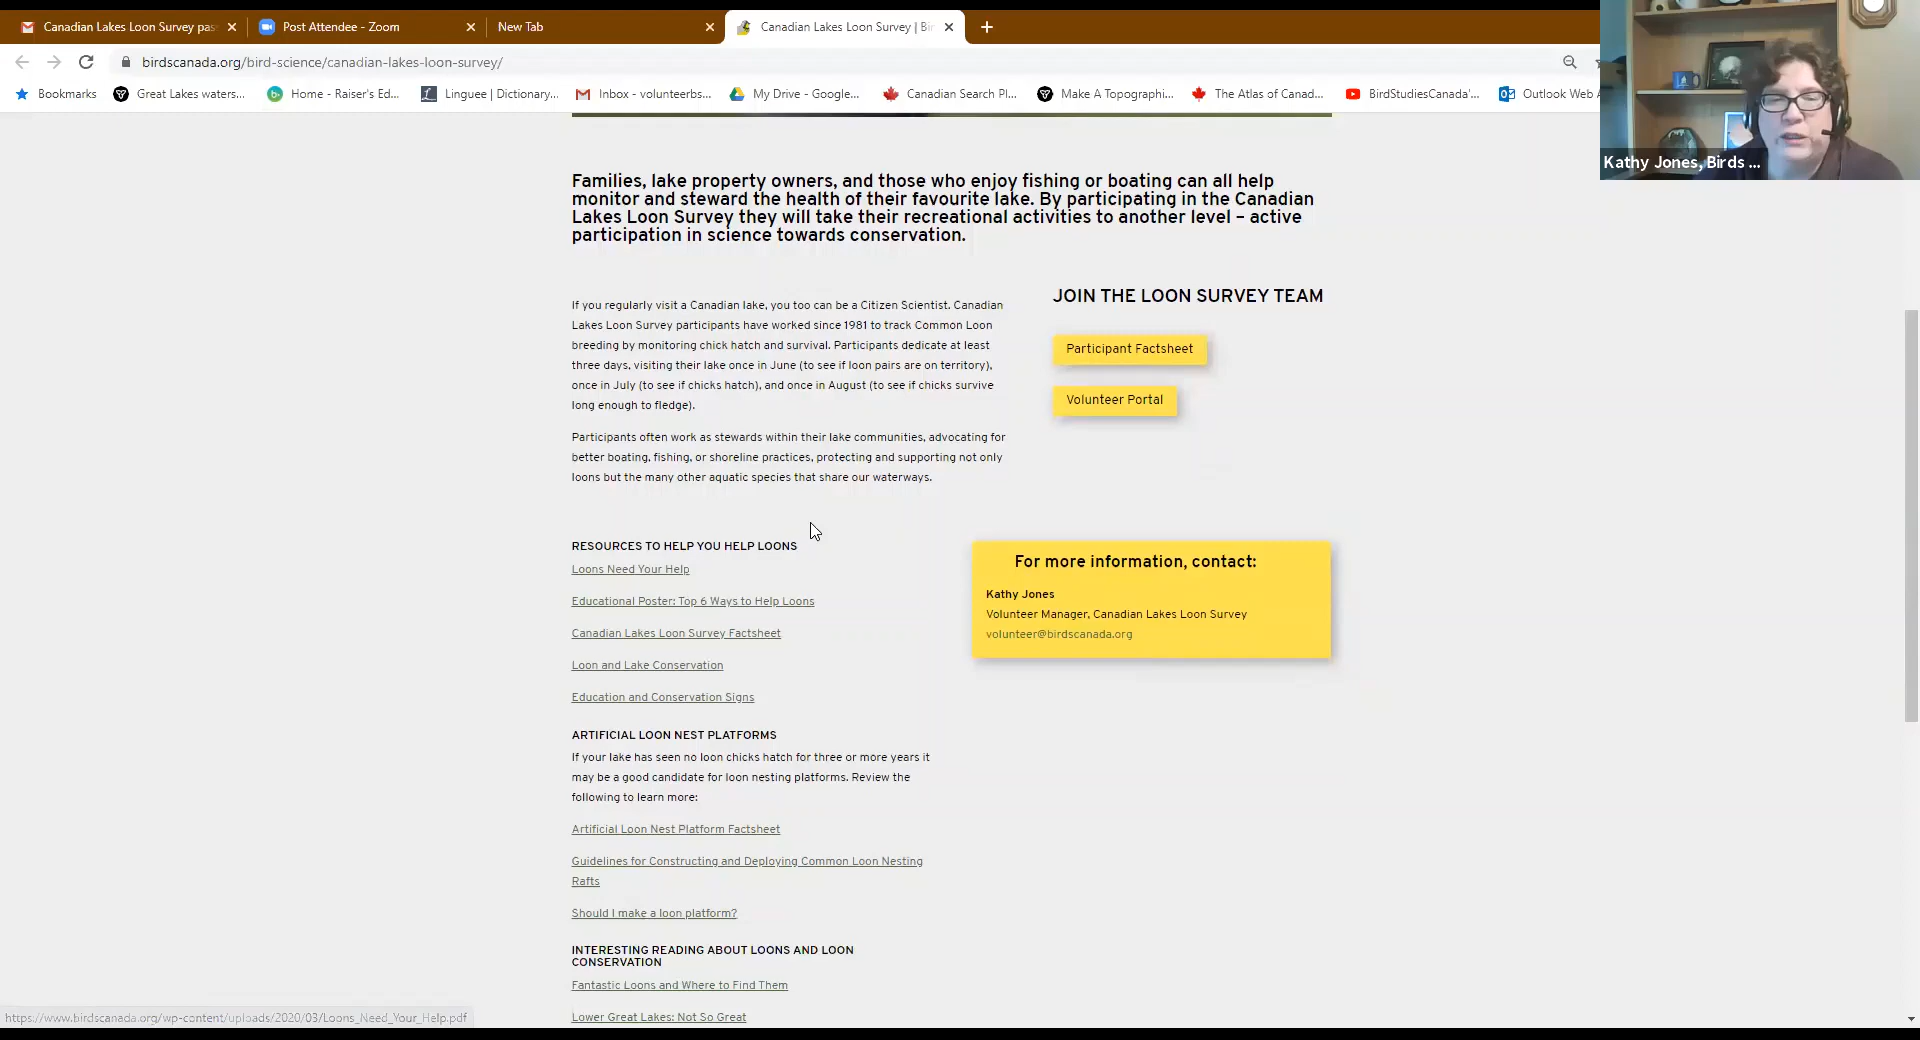 Canadian Lakes Loon Survey pas
Post Attendee - Zoom
New Tab
Canadian Lakes Loon Survey | Bir
birdscanada.org/bird-science/canadian-lakes-loon-survey/
Bookmarks
Great Lakes waters...
Home - Raiser's Ed...
Linguee | Dictionary...
Inbox - volunteerbs...
My Drive - Google...
Canadian Search Pl...
Make A Topographi...
The Atlas of Canad...
BirdStudiesCanada'...
Outlook Web A
Kathy Jones, Birds ...
Families, lake property owners, and those who enjoy fishing or boating can all help
monitor and steward the health of their favourite lake. By participating in the Canadian
Lakes Loon Survey they will take their recreational activities to another level – active
participation in science towards conservation.
If you regularly visit a Canadian lake, you too can be a Citizen Scientist. Canadian
Lakes Loon Survey participants have worked since 1981 to track Common Loon
breeding by monitoring chick hatch and survival. Participants dedicate at least
three days, visiting their lake once in June (to see if loon pairs are on territory),
once in July (to see if chicks hatch), and once in August (to see if chicks survive
long enough to fledge).
Participants often work as stewards within their lake communities, advocating for
better boating, fishing, or shoreline practices, protecting and supporting not only
loons but the many other aquatic species that share our waterways.
JOIN THE LOON SURVEY TEAM
Participant Factsheet
Volunteer Portal
RESOURCES TO HELP YOU HELP LOONS
Loons Need Your Help
Educational Poster: Top 6 Ways to Help Loons
Canadian Lakes Loon Survey Factsheet
Loon and Lake Conservation
Education and Conservation Signs
For more information, contact:
Kathy Jones
Volunteer Manager, Canadian Lakes Loon Survey
volunteer@birdscanada.org
ARTIFICIAL LOON NEST PLATFORMS
If your lake has seen no loon chicks hatch for three or more years it
may be a good candidate for loon nesting platforms. Review the
following to learn more:
Artificial Loon Nest Platform Factsheet
Guidelines for Constructing and Deploying Common Loon Nesting
Rafts
Should I make a loon platform?
INTERESTING READING ABOUT LOONS AND LOON
CONSERVATION
Fantastic Loons and Where to Find Them
Lower Great Lakes: Not So Great
https://www.birdscanada.org/wp-content/uploads/2020/03/Loons_Need_Your_Help.pdf